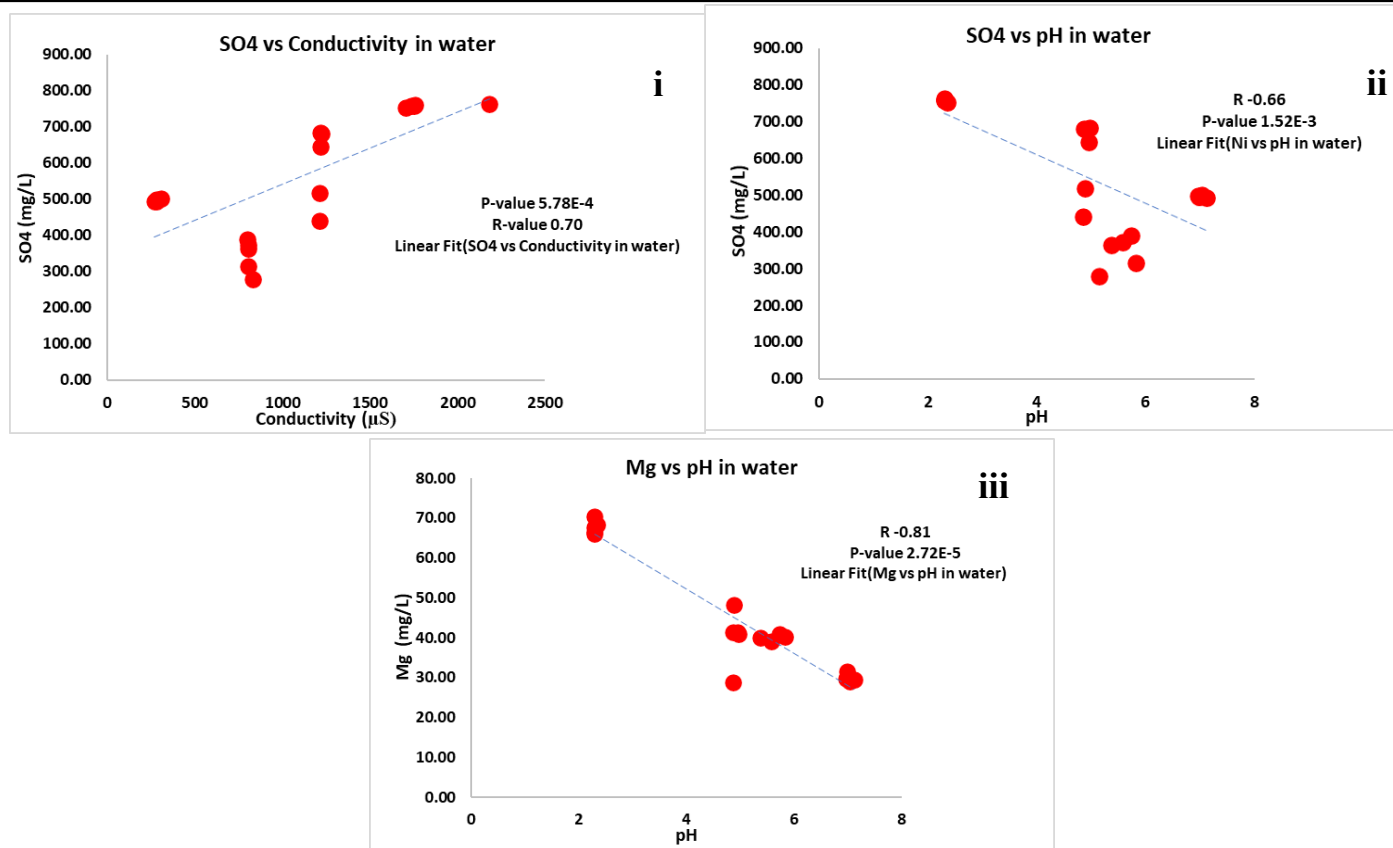 SO4 vs Conductivity in water
i
900.00
800.00
700.00
600.00
500.00
400.00
300.00
200.00
100.00
0.00
SO4 (mg/L)
P-value 5.78E-4
R-value 0.70
Linear Fit(SO4 vs Conductivity in water)
0 500 1000 1500 2000 2500
Conductivity (µS)
SO4 vs pH in water
ii
900.00
800.00
700.00
600.00
500.00
400.00
300.00
200.00
100.00
0.00
SO4 (mg/L)
R -0.66
P-value 1.52E-3
Linear Fit(Ni vs pH in water)
0 2 4 6 8
pH
Mg vs pH in water
iii
80.00
70.00
60.00
50.00
40.00
30.00
20.00
10.00
0.00
Mg (mg/L)
R -0.81
P-value 2.72E-5
Linear Fit(Mg vs pH in water)
0 2 4 6 8
pH